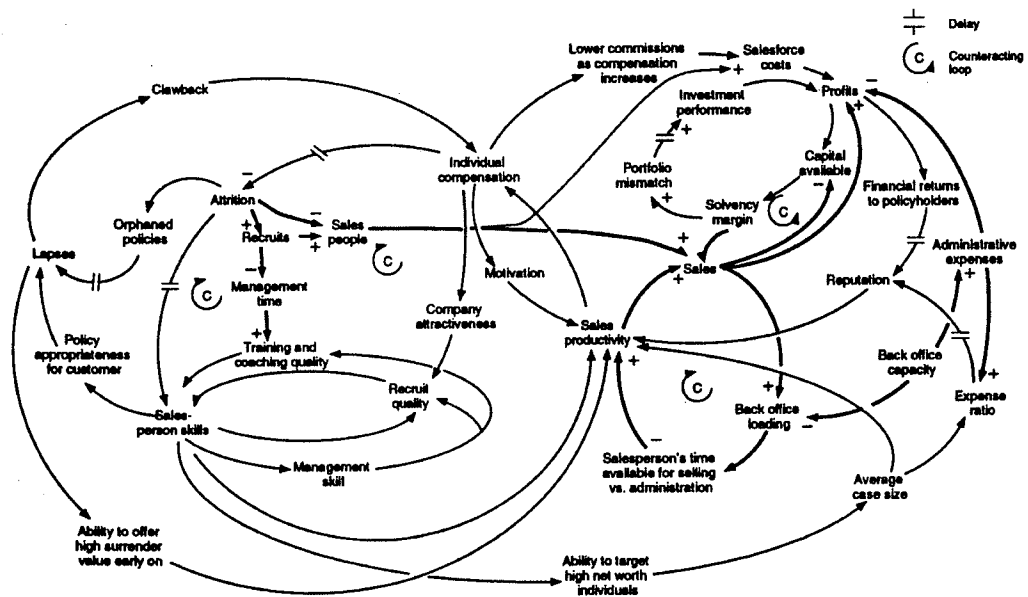 Delay
C
Counteracting
loop
Lower commissions
as compensation
increases
Salesforce
costs
+
Clawback
Investment
performance
+
Profits
-
+
Individual
compensation
Portfolio
mismatch
+
Capital
available
-
Attrition
-
Solvency
margin
C
Financial returns
to policyholders
Orphaned
policies
+
Recruits
-
+
Sales
people
C
+
Sales
+
Administrative
expenses
+
Lapses
-
Management
time
C
+
Motivation
Reputation
Company
attractiveness
Sales
productivity
+
+
Policy
appropriateness
for customer
Training and
coaching quality
Back office
capacity
Recruit
quality
C
+
Back office
loading
-
+
Expense
ratio
Sales-
person skills
-
Salesperson's time
available for selling
vs. administration
Management
skill
Average
case size
Ability to offer
high surrender
value early on
Ability to target
high net worth
individuals